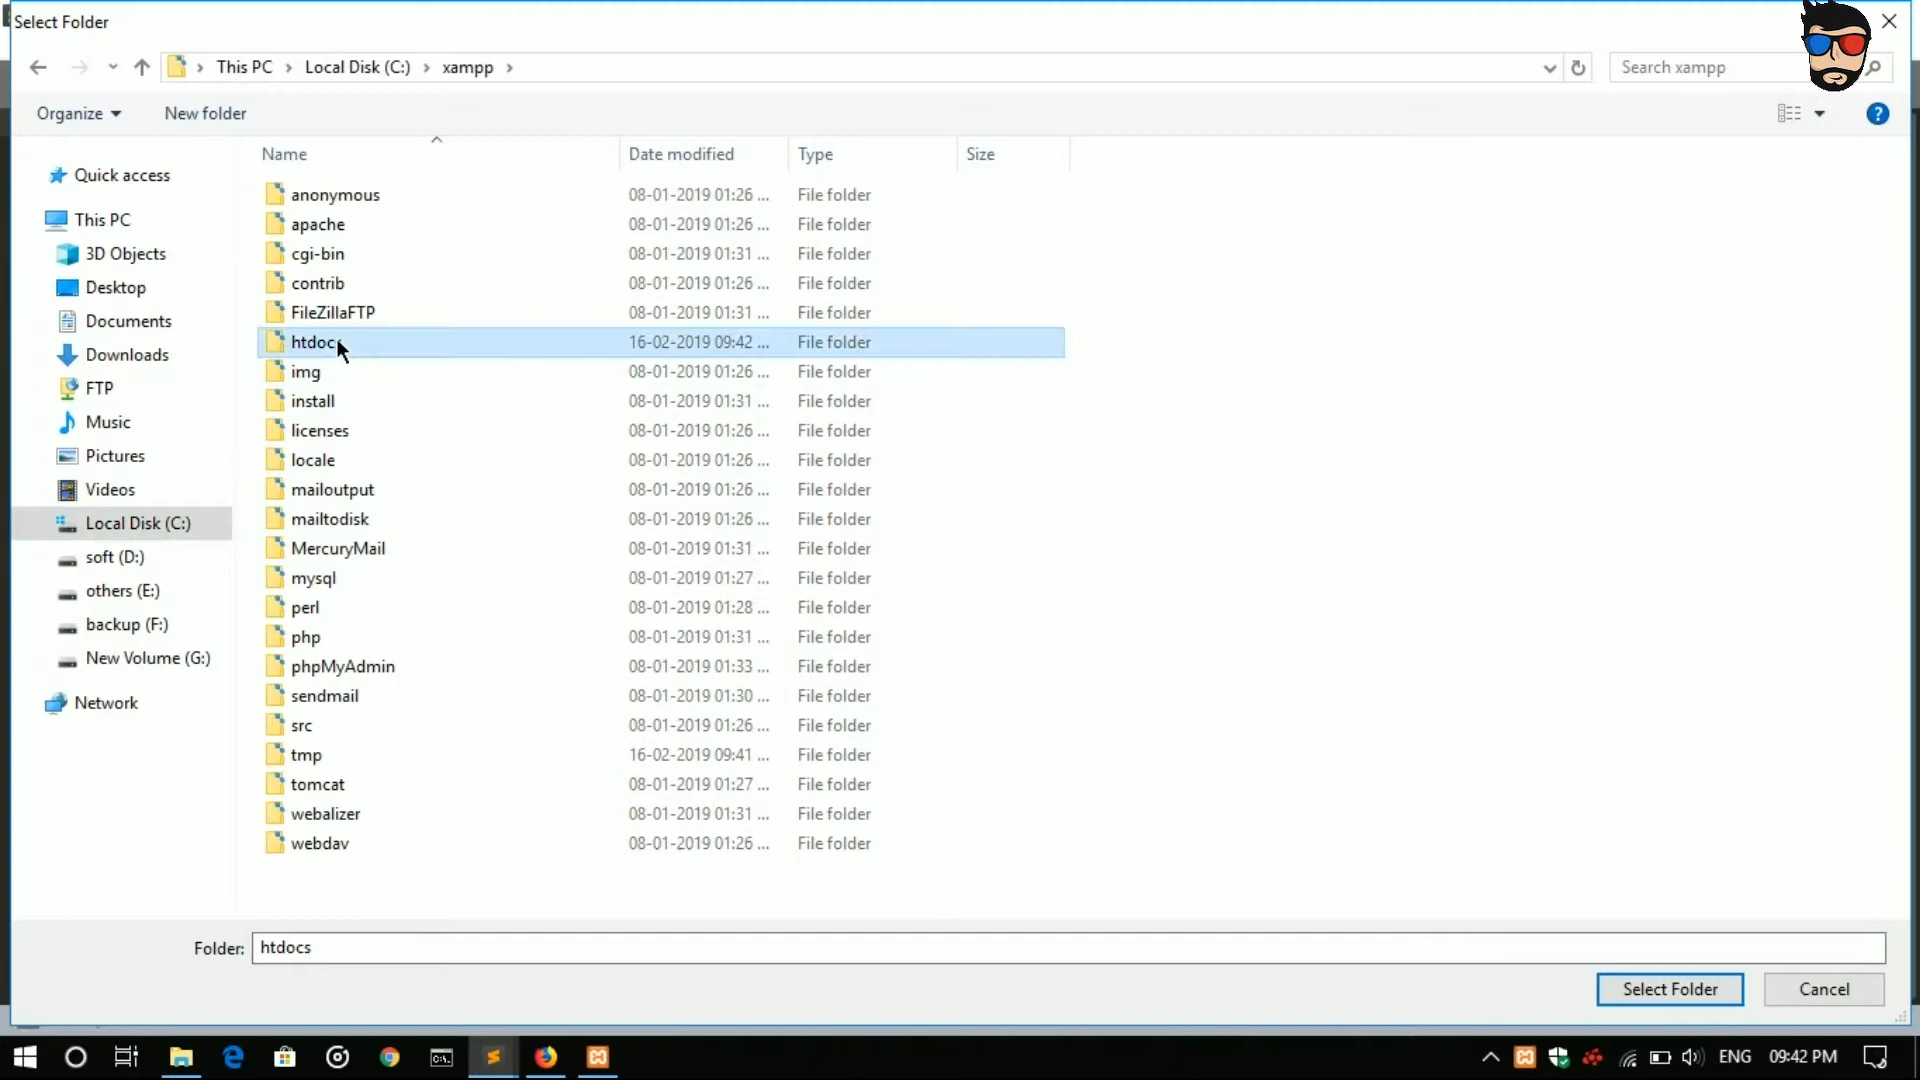 Select Folder
This PC > Local Disk (C:) > xampp >
Search xampp
Organize
New folder
Name
Date modified
Type
Size
Quick access
This PC
3D Objects
Desktop
Documents
Downloads
FTP
Music
Pictures
Videos
Local Disk (C:)
soft (D:)
others (E:)
backup (F:)
New Volume (G:)
Network
anonymous 08-01-2019 01:26 ... File folder
apache 08-01-2019 01:26 ... File folder
cgi-bin 08-01-2019 01:31 ... File folder
contrib 08-01-2019 01:26 ... File folder
FileZillaFTP 08-01-2019 01:31 ... File folder
htdocs 16-02-2019 09:42 ... File folder
img 08-01-2019 01:26 ... File folder
install 08-01-2019 01:31 ... File folder
licenses 08-01-2019 01:26 ... File folder
locale 08-01-2019 01:26 ... File folder
mailoutput 08-01-2019 01:26 ... File folder
mailtodisk 08-01-2019 01:26 ... File folder
MercuryMail 08-01-2019 01:31 ... File folder
mysql 08-01-2019 01:27 ... File folder
perl 08-01-2019 01:28 ... File folder
php 08-01-2019 01:31 ... File folder
phpMyAdmin 08-01-2019 01:33 ... File folder
sendmail 08-01-2019 01:30 ... File folder
src 08-01-2019 01:26 ... File folder
tmp 16-02-2019 09:41 ... File folder
tomcat 08-01-2019 01:27 ... File folder
webalizer 08-01-2019 01:31 ... File folder
webdav 08-01-2019 01:26 ... File folder
Folder: htdocs
Select Folder
Cancel
ENG 09:42 PM